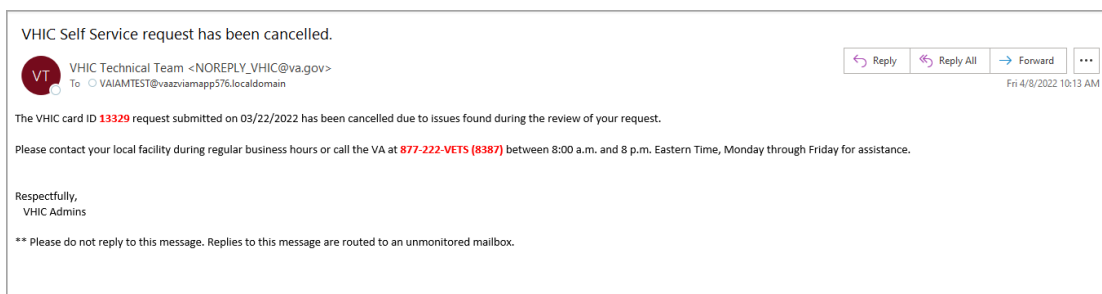 VHIC Self Service request has been cancelled.
VT
VHIC Technical Team <NOREPLY_VHIC@va.gov>
To VAIAMTEST@vaazviamapp576.localdomain
Reply Reply All Forward ...
Fri 4/8/2022 10:13 AM
The VHIC card ID 13329 request submitted on 03/22/2022 has been cancelled due to issues found during the review of your request.
Please contact your local facility during regular business hours or call the VA at 877-222-VETS (8387) between 8:00 a.m. and 8 p.m. Eastern Time, Monday through Friday for assistance.
Respectfully,
VHIC Admins
** Please do not reply to this message. Replies to this message are routed to an unmonitored mailbox.